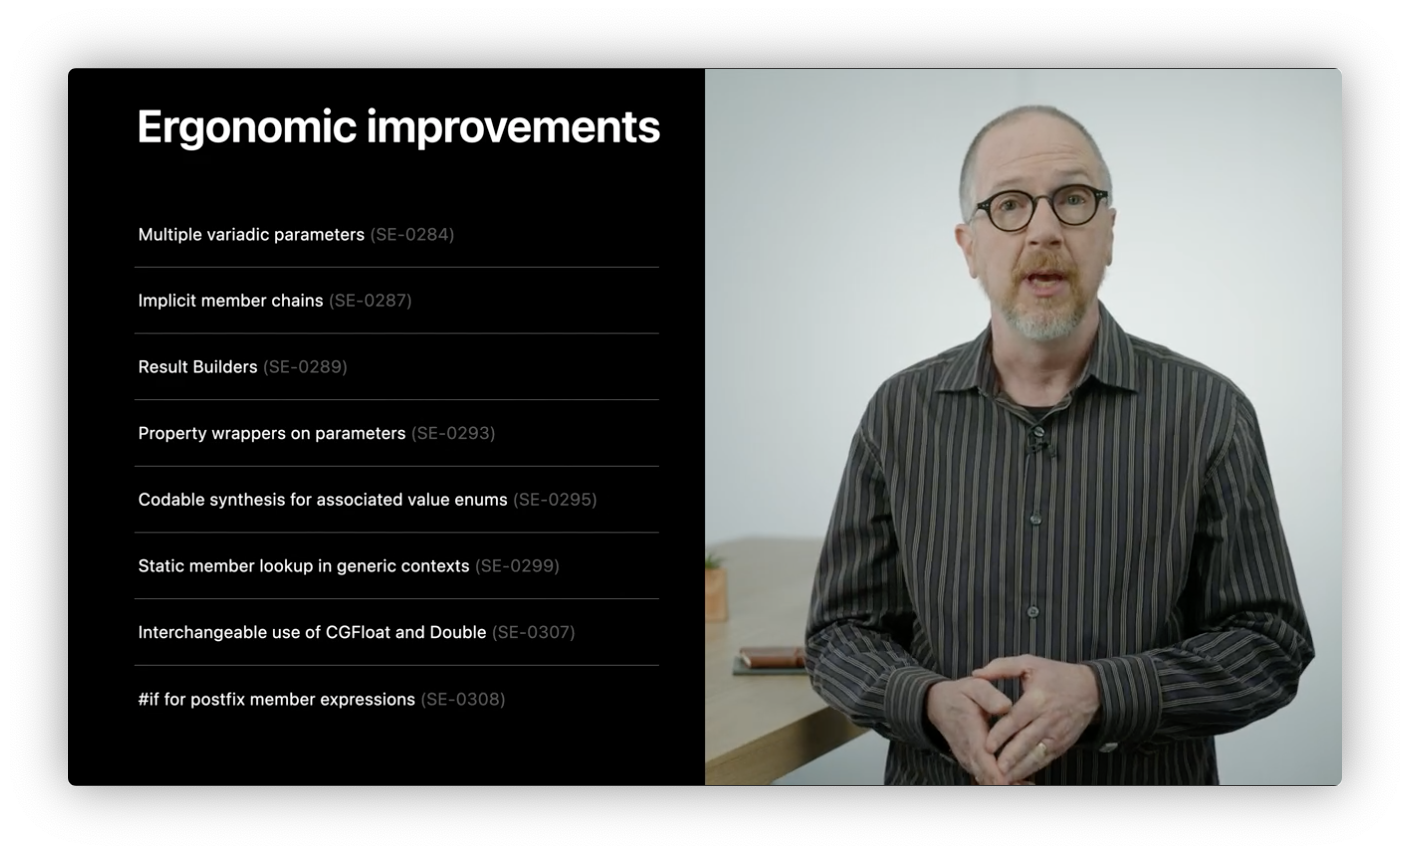 Ergonomic improvements
Multiple variadic parameters (SE-0284)
Implicit member chains (SE-0287)
Result Builders (SE-0289)
Property wrappers on parameters (SE-0293)
Codable synthesis for associated value enums (SE-0295)
Static member lookup in generic contexts (SE-0299)
Interchangeable use of CGFloat and Double (SE-0307)
#if for postfix member expressions (SE-0308)